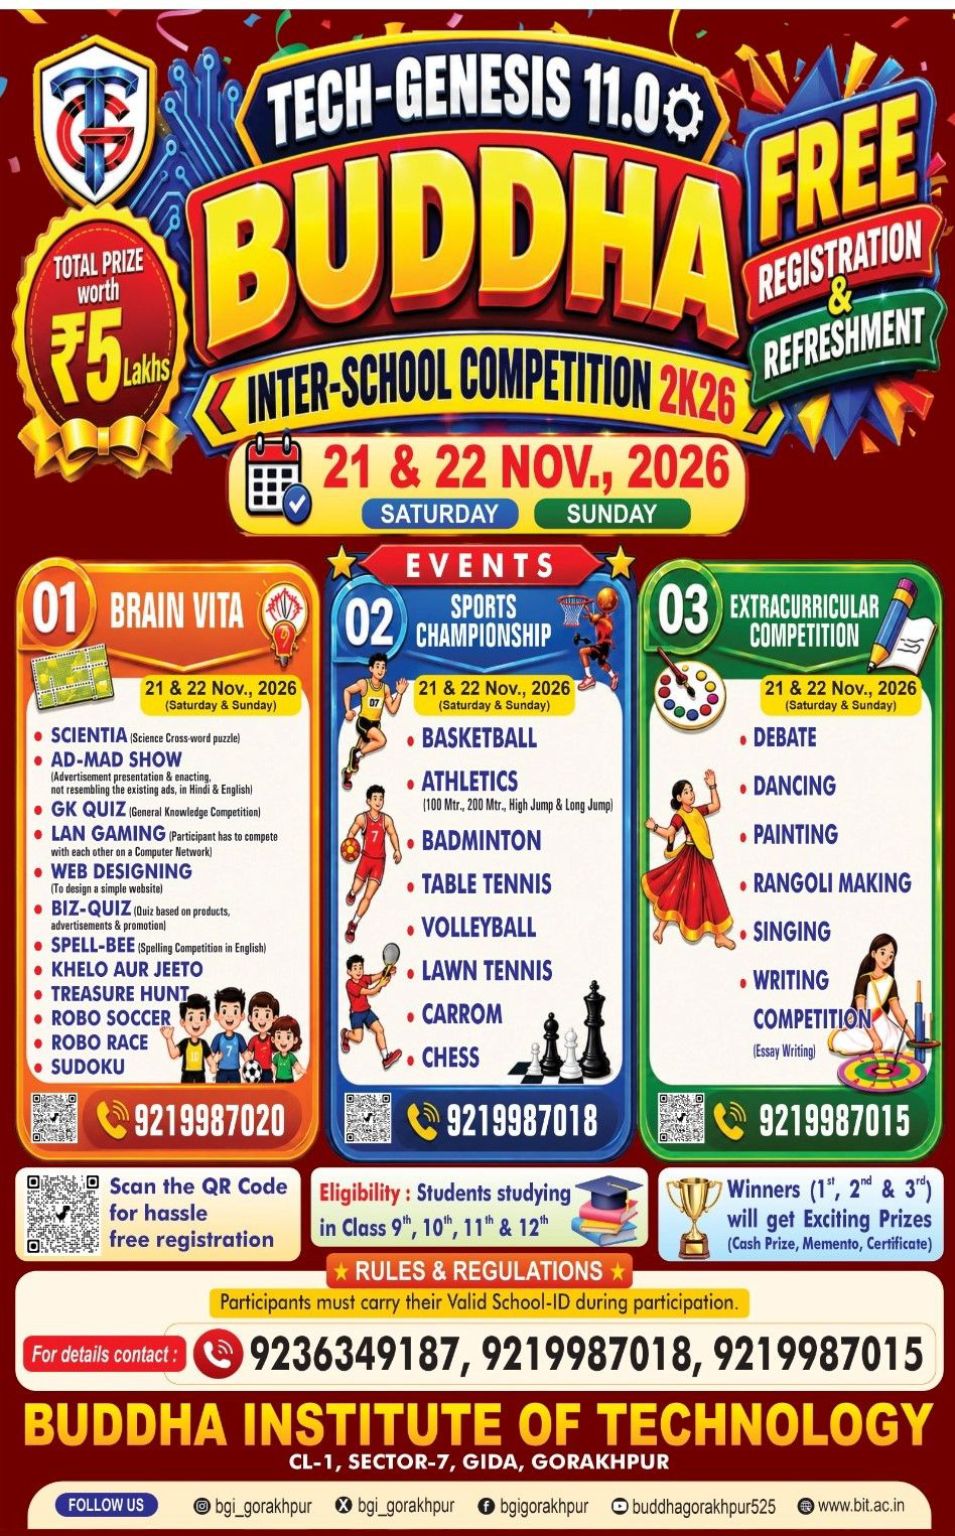 TG
TECH-GENESIS 11.0
BUDDHA
INTER-SCHOOL COMPETITION 2K26
TOTAL PRIZE
worth
₹5 Lakhs
FREE
REGISTRATION
&
REFRESHMENT
21 & 22 NOV., 2026
SATURDAY SUNDAY
EVENTS
01 BRAIN VITA
21 & 22 Nov., 2026
(Saturday & Sunday)
• SCIENTIA (Science Cross-word puzzle)
• AD-MAD SHOW
(Advertisement presentation & enacting,
not resembling the existing ads, in Hindi & English)
• GK QUIZ (General Knowledge Competition)
• LAN GAMING (Participant has to compete
with each other on a Computer Network)
• WEB DESIGNING
(To design a simple website)
• BIZ-QUIZ (Quiz based on products,
advertisements & promotion)
• SPELL-BEE (Spelling Competition in English)
• KHELO AUR JEETO
• TREASURE HUNT
• ROBO SOCCER
• ROBO RACE
• SUDOKU
10
7
9219987020
02 SPORTS
CHAMPIONSHIP
21 & 22 Nov., 2026
(Saturday & Sunday)
07
7
• BASKETBALL
• ATHLETICS
(100 Mtr., 200 Mtr., High Jump & Long Jump)
• BADMINTON
• TABLE TENNIS
• VOLLEYBALL
• LAWN TENNIS
• CARROM
• CHESS
9219987018
03 EXTRACURRICULAR
COMPETITION
21 & 22 Nov., 2026
(Saturday & Sunday)
• DEBATE
• DANCING
• PAINTING
• RANGOLI MAKING
• SINGING
• WRITING
COMPETITION
(Essay Writing)
9219987015
Scan the QR Code
for hassle
free registration
Eligibility : Students studying
in Class 9th, 10th, 11th & 12th
Winners (1st, 2nd & 3rd)
will get Exciting Prizes
(Cash Prize, Memento, Certificate)
RULES & REGULATIONS
Participants must carry their Valid School-ID during participation.
For details contact : 9236349187, 9219987018, 9219987015
BUDDHA INSTITUTE OF TECHNOLOGY
CL-1, SECTOR-7, GIDA, GORAKHPUR
FOLLOW US bgi_gorakhpur bgi_gorakhpur bgigorakhpur buddhagorakhpur525 www.bit.ac.in